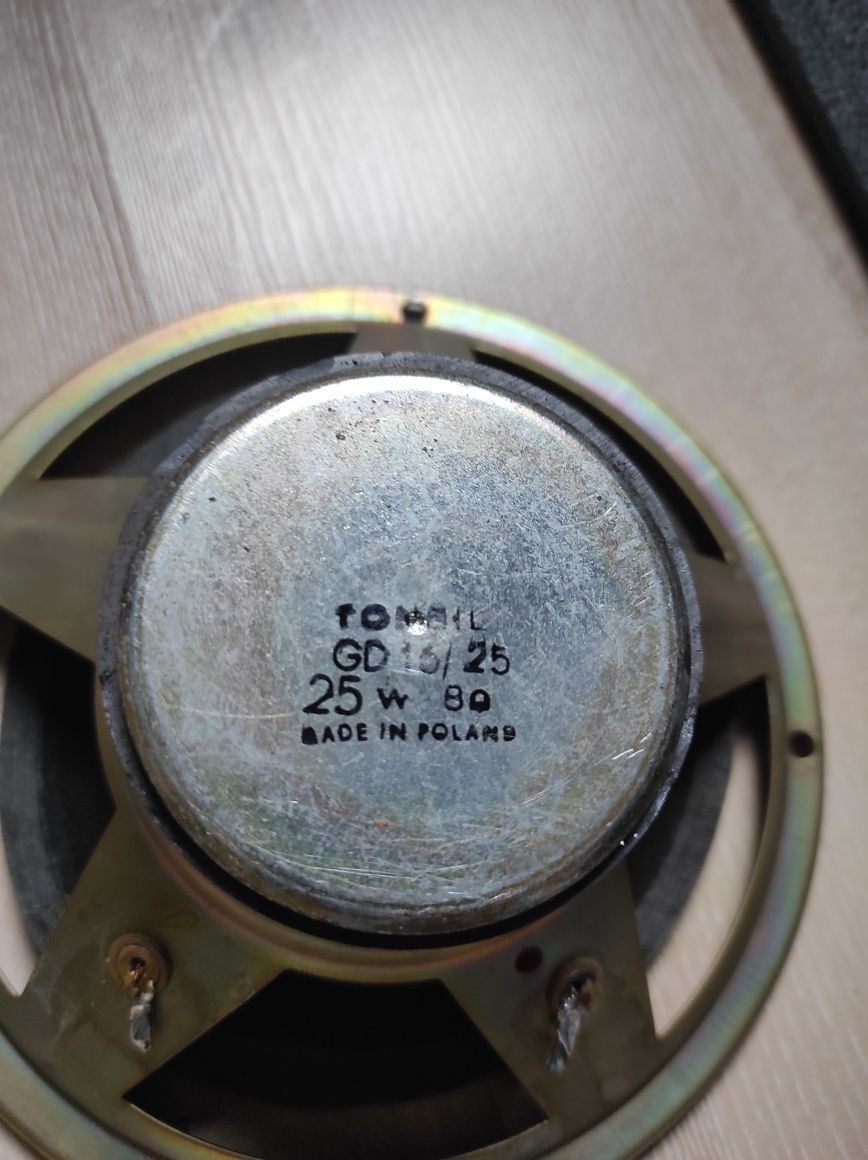 TONSIL
GD 16/25
25 W 8Ω
MADE IN POLAND